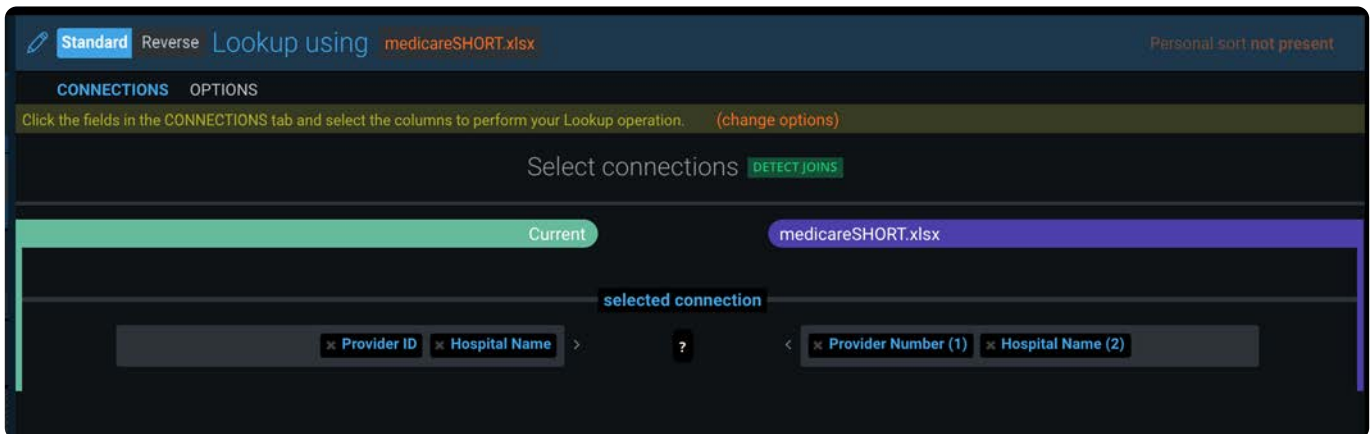 Standard Reverse Lookup using medicareSHORT.xlsx Personal sort not present
CONNECTIONS OPTIONS
Click the fields in the CONNECTIONS tab and select the columns to perform your Lookup operation. (change options)
Select connections DETECT JOINS
Current medicareSHORT.xlsx
selected connection
× Provider ID × Hospital Name > ? < × Provider Number (1) × Hospital Name (2)